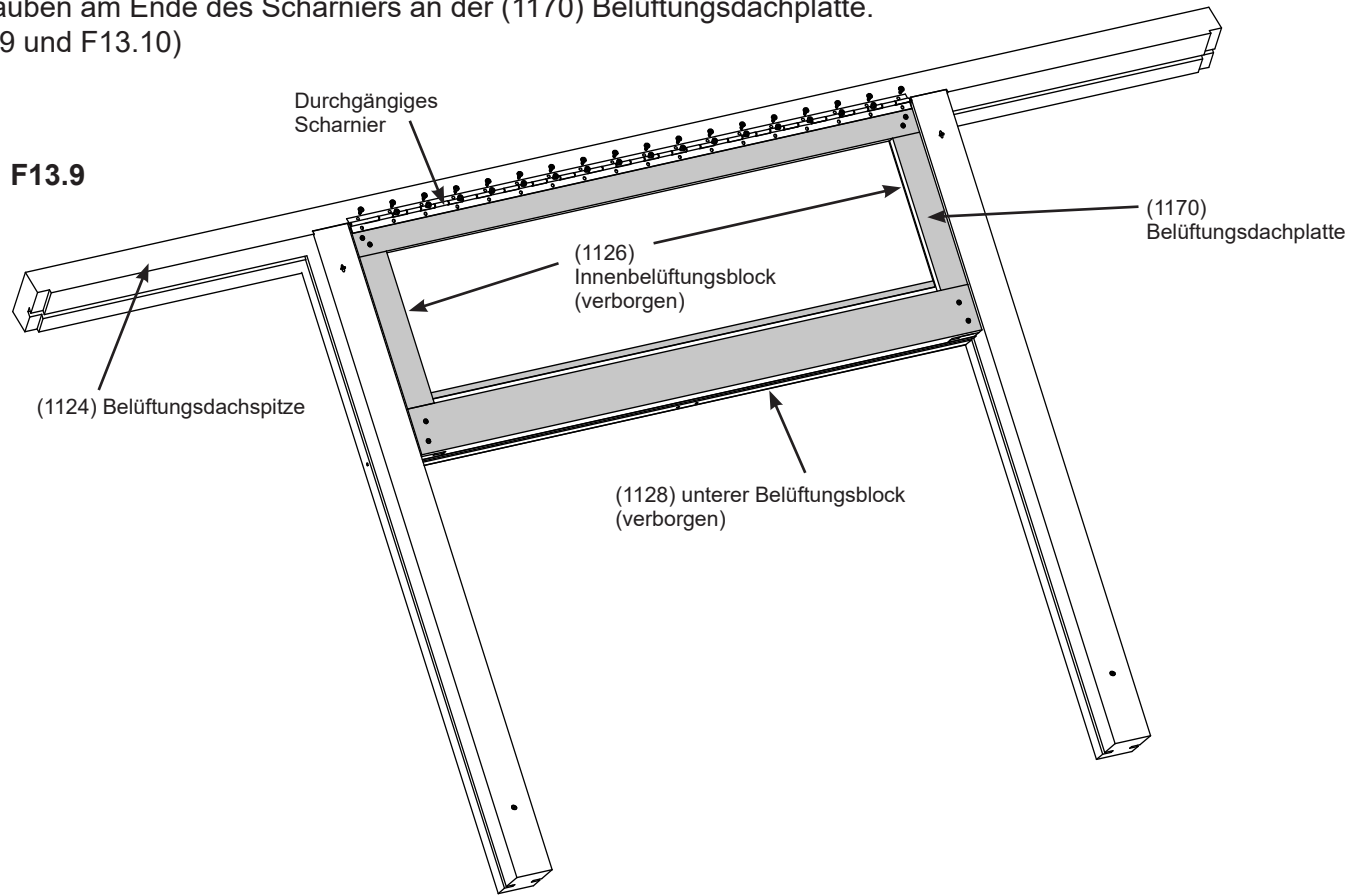 auben am Ende des Scharniers an der (1170) Belüftungsdachplatte.
9 und F13.10)
Durchgängiges
Scharnier
F13.9
(1170)
Belüftungsdachplatte
(1126)
Innenbelüftungsblock
(verborgen)
(1124) Belüftungsdachspitze
(1128) unterer Belüftungsblock
(verborgen)